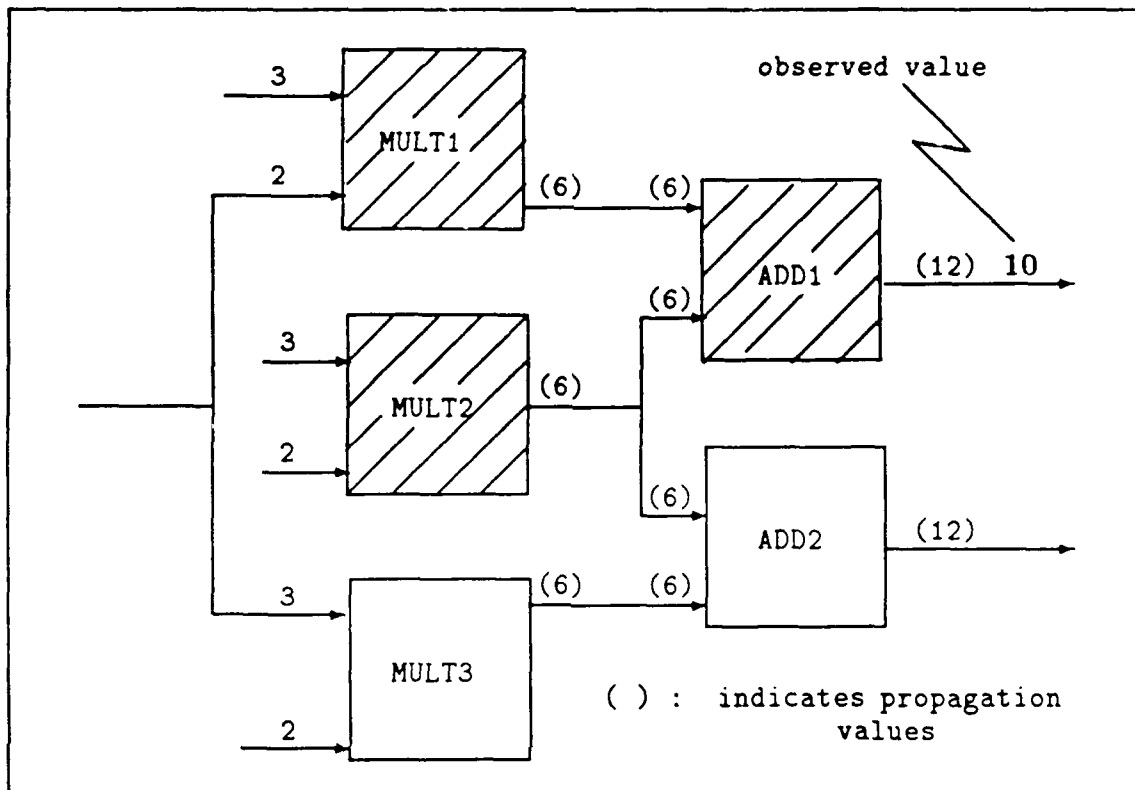 3
observed value
MULT1
2
(6) (6)
ADD1
(12) 10
(6)
3
(6)
MULT2
2
(6)
ADD2
(12)
3
(6) (6)
MULT3
( ) : indicates propagation
values
2